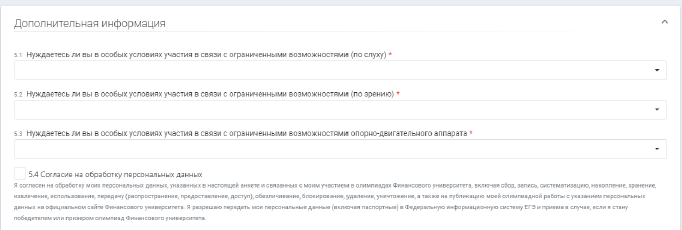 Дополнительная информация
5.1 Нуждаетесь ли вы в особых условиях участия в связи с ограниченными возможностями (по слуху) *
5.2 Нуждаетесь ли вы в особых условиях участия в связи с ограниченными возможностями (по зрению) *
5.3 Нуждаетесь ли вы в особых условиях участия в связи с ограниченными возможностями опорно-двигательного аппарата *
5.4 Согласие на обработку персональных данных
Я согласен на обработку моих персональных данных, указанных в настоящей анкете и связанных с моим участием в олимпиадах Финансового университета, включая сбор, запись, систематизацию, накопление, хранение,
извлечение, использование, передачу (распространение, предоставление, доступ), обезличивание, блокирование, удаление, уничтожение, а также на публикацию моей олимпиадной работы с указанием персональных
данных на официальном сайте Финансового университета. Я разрешаю передать мои персональные данные (включая паспортные) в Федеральную информационную систему ЕГЭ и приема в случае, если я стану
победителем или призером олимпиад Финансового университета.